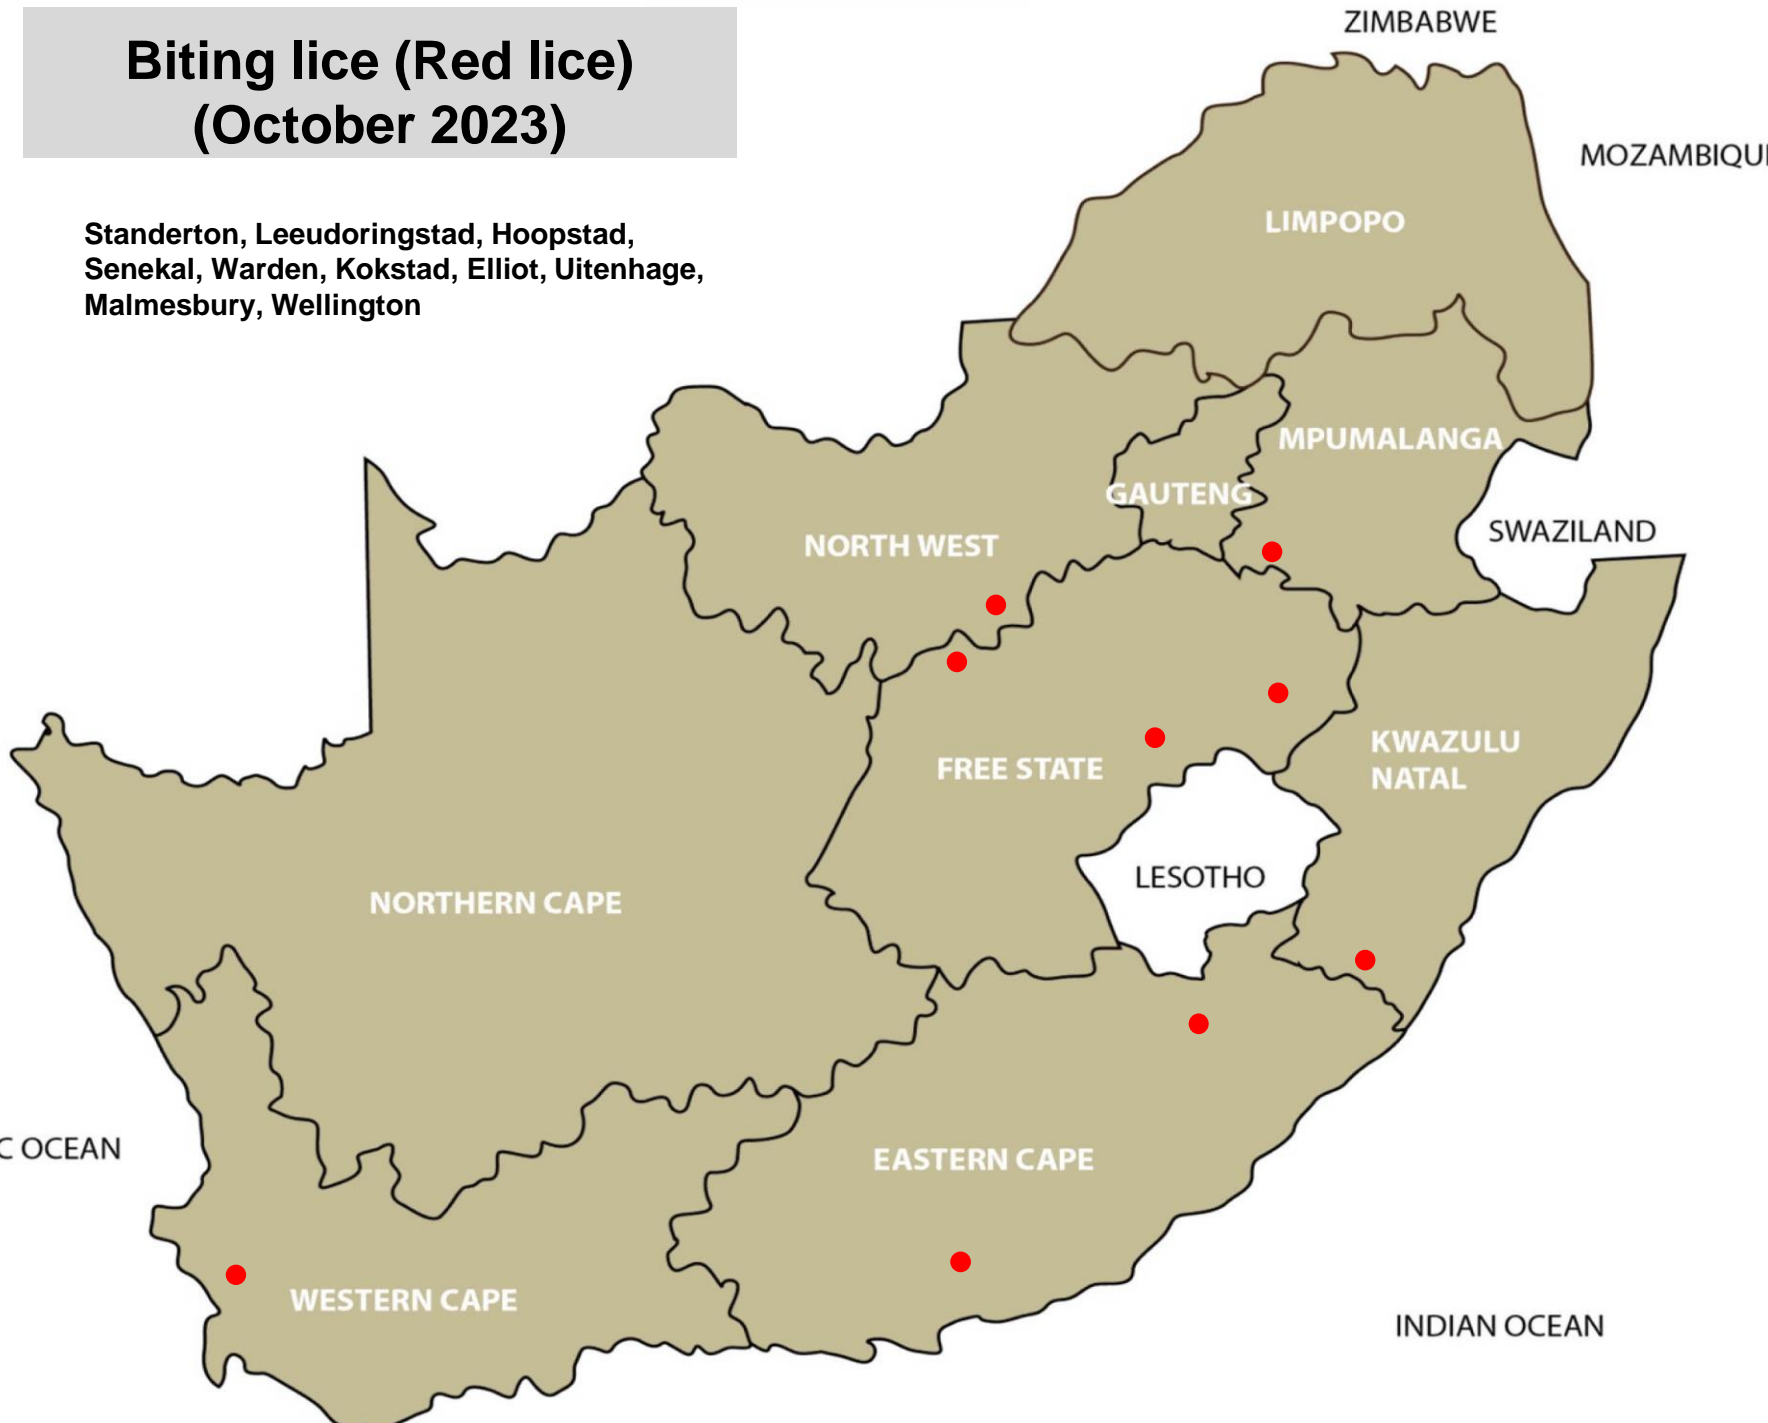 Biting lice (Red lice)
(October 2023)
Standerton, Leeudoringstad, Hoopstad,
Senekal, Warden, Kokstad, Elliot, Uitenhage,
Malmesbury, Wellington
ZIMBABWE
MOZAMBIQUE
LIMPOPO
MPUMALANGA
GAUTENG
SWAZILAND
NORTH WEST
KWAZULU
NATAL
FREE STATE
LESOTHO
NORTHERN CAPE
C OCEAN
EASTERN CAPE
WESTERN CAPE
INDIAN OCEAN